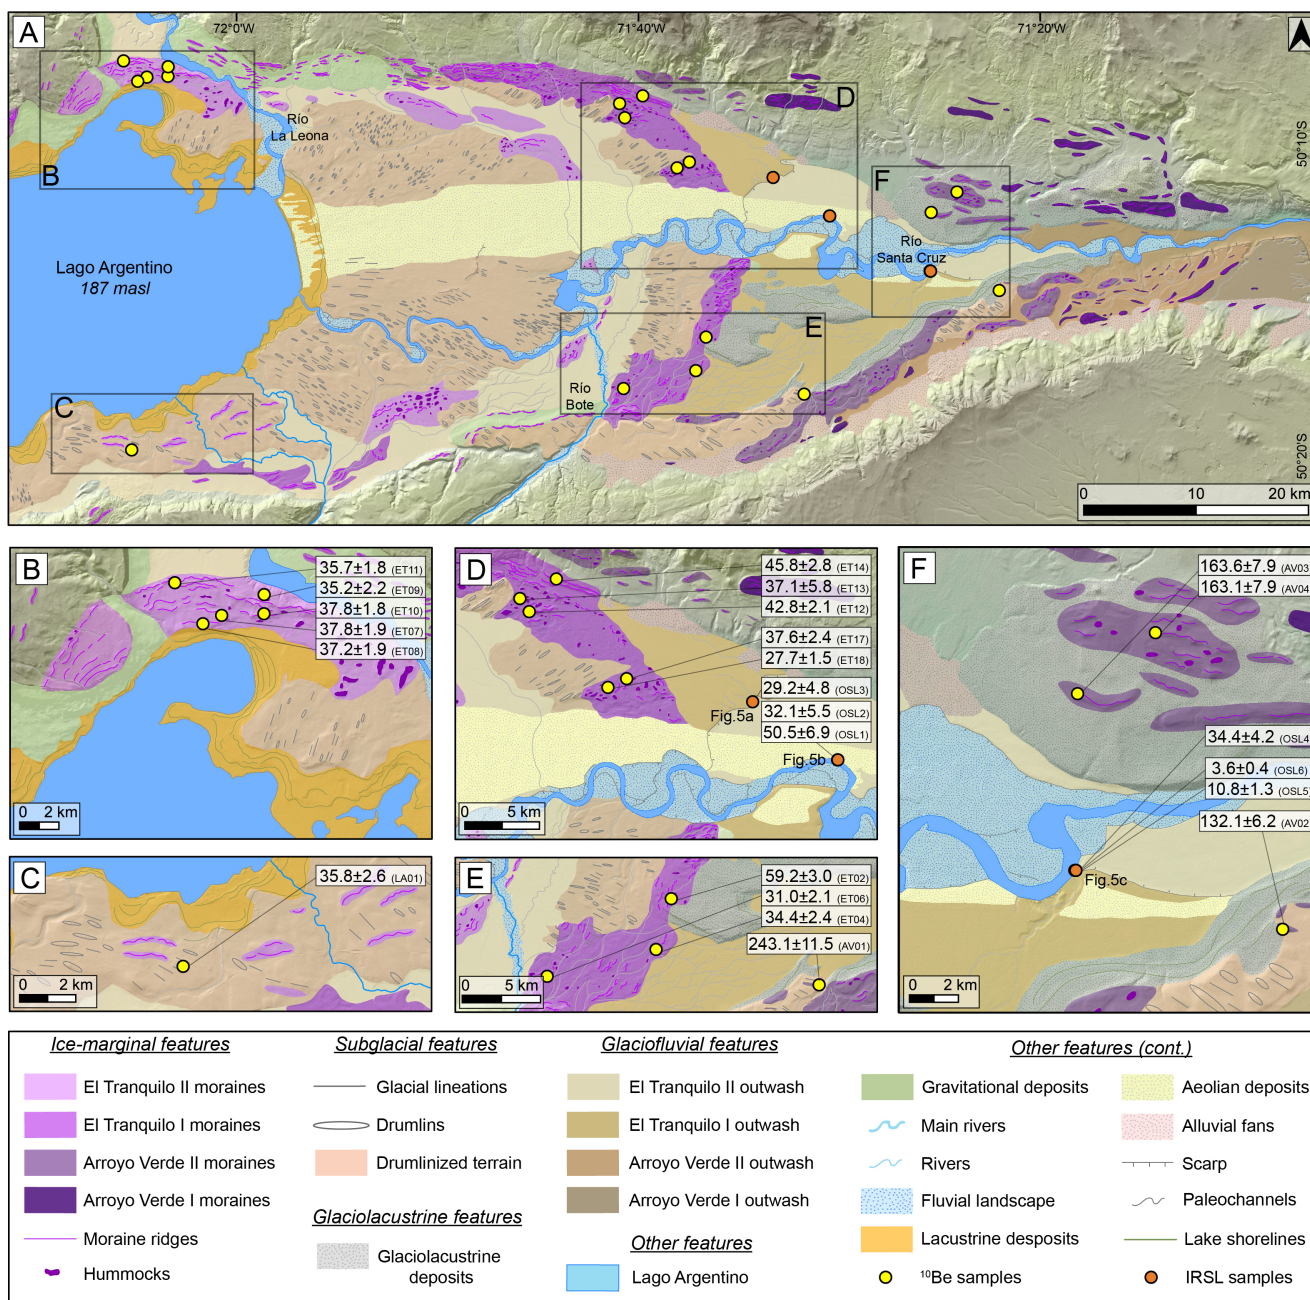 A
72°0'W
71°40'W
71°20'W
50°10'S
50°20'S
Río
La Leona
B
D
F
Río
Santa Cruz
Lago Argentino
187 masl
E
Río
Bote
C
0 10 20 km
B
35.7±1.8 (ET11)
35.2±2.2 (ET09)
37.8±1.8 (ET10)
37.8±1.9 (ET07)
37.2±1.9 (ET08)
0 2 km
D
45.8±2.8 (ET14)
37.1±5.8 (ET13)
42.8±2.1 (ET12)
37.6±2.4 (ET17)
27.7±1.5 (ET18)
29.2±4.8 (OSL3)
32.1±5.5 (OSL2)
50.5±6.9 (OSL1)
Fig.5a
Fig.5b
0 5 km
F
163.6±7.9 (AV03)
163.1±7.9 (AV04)
34.4±4.2 (OSL4)
3.6±0.4 (OSL6)
10.8±1.3 (OSL5)
132.1±6.2 (AV02)
Fig.5c
0 2 km
C
35.8±2.6 (LA01)
0 2 km
E
59.2±3.0 (ET02)
31.0±2.1 (ET06)
34.4±2.4 (ET04)
243.1±11.5 (AV01)
0 5 km
Ice-marginal features
El Tranquilo II moraines
El Tranquilo I moraines
Arroyo Verde II moraines
Arroyo Verde I moraines
Moraine ridges
Hummocks
Subglacial features
Glacial lineations
Drumlins
Drumlinized terrain
Glaciolacustrine features
Glaciolacustrine
deposits
Glaciofluvial features
El Tranquilo II outwash
El Tranquilo I outwash
Arroyo Verde II outwash
Arroyo Verde I outwash
Other features
Lago Argentino
Other features (cont.)
Gravitational deposits
Main rivers
Rivers
Fluvial landscape
Lacustrine desposits
¹⁰Be samples
Aeolian deposits
Alluvial fans
Scarp
Paleochannels
Lake shorelines
IRSL samples